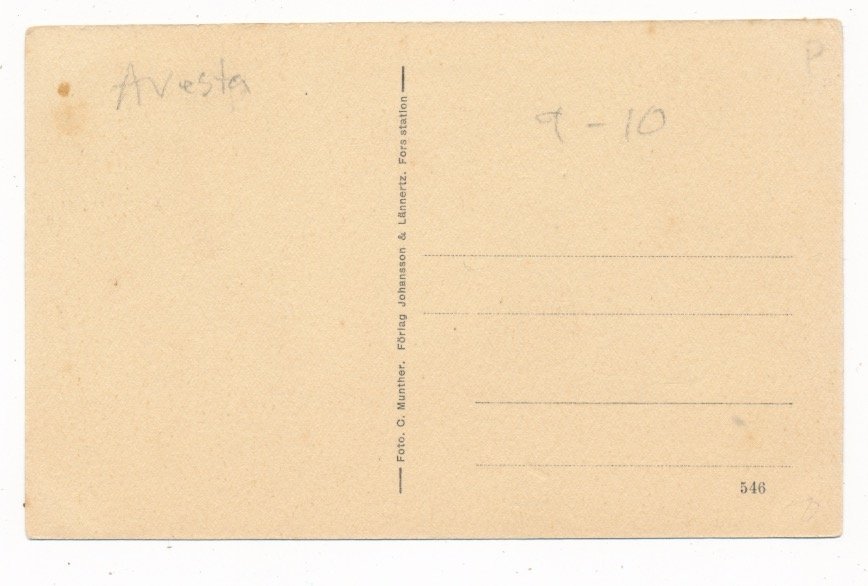 Avesta
Foto. C. Munther. Förlag Johansson & Lännertz. Fors station
P
9 - 10
546